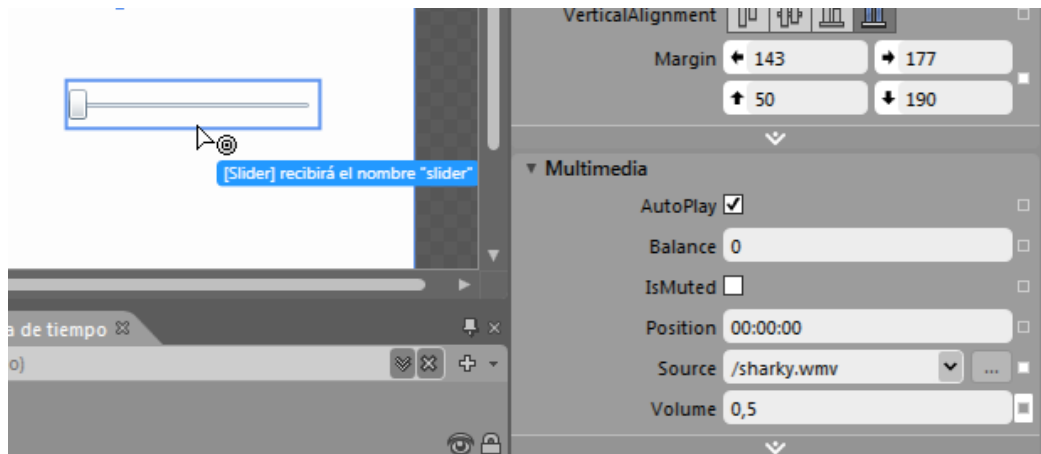 [Slider] recibirá el nombre "slider"
a de tiempo
o)
VerticalAlignment
Margin 143 177
50 190
Multimedia
AutoPlay
Balance 0
IsMuted
Position 00:00:00
Source /sharky.wmv ...
Volume 0,5